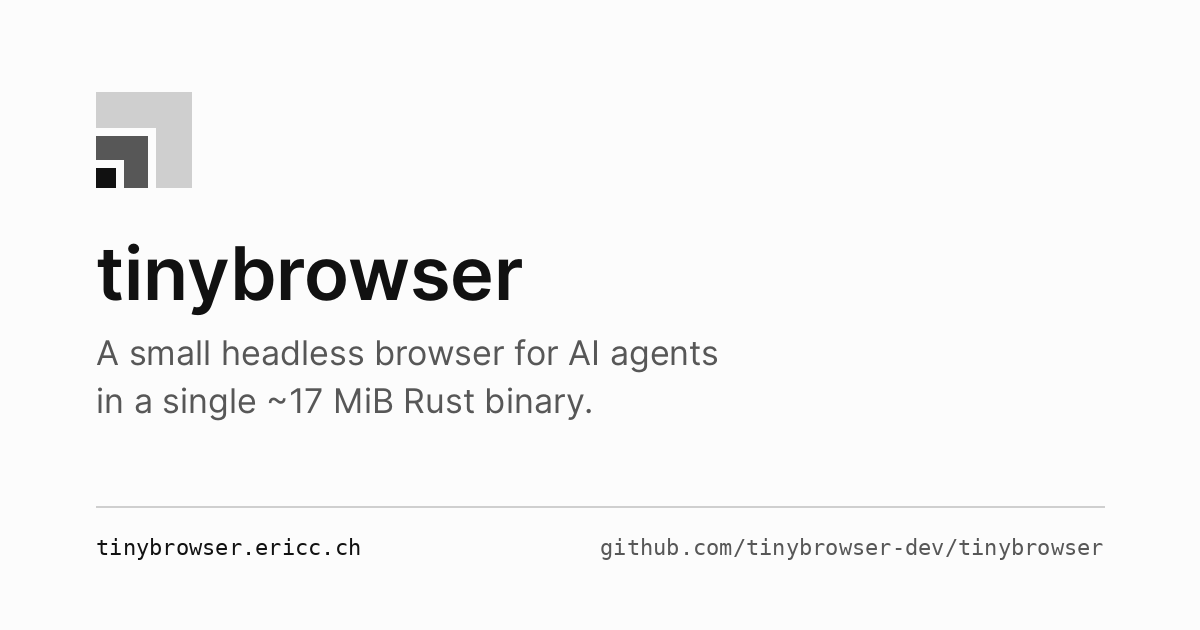 tinybrowser
A small headless browser for AI agents
in a single ~17 MiB Rust binary.
tinybrowser.ericc.ch
github.com/tinybrowser-dev/tinybrowser